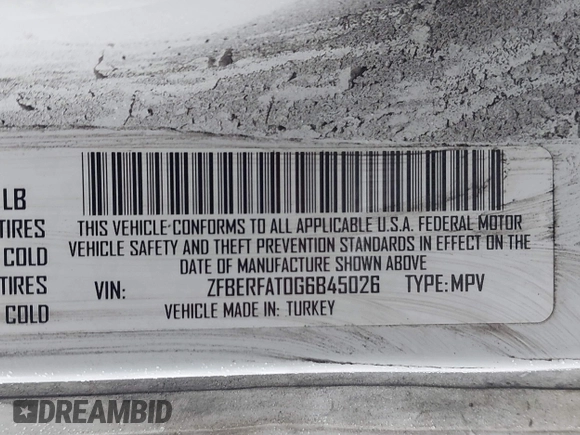 LB
TIRES
COLD
TIRES
COLD
THIS VEHICLE CONFORMS TO ALL APPLICABLE U.S.A. FEDERAL MOTOR
VEHICLE SAFETY AND THEFT PREVENTION STANDARDS IN EFFECT ON THE
DATE OF MANUFACTURE SHOWN ABOVE
VIN: ZFBERFAT0G6B45026 TYPE: MPV
VEHICLE MADE IN: TURKEY
DREAMBID